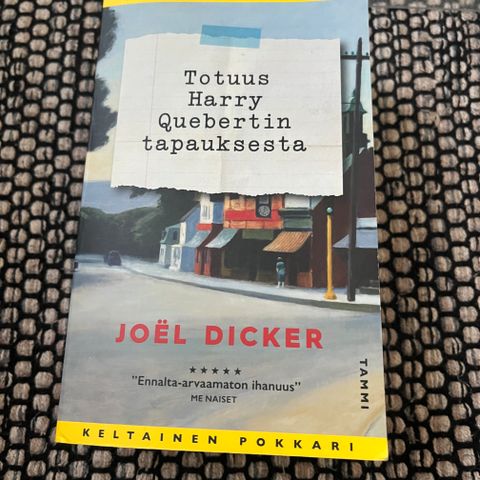 Totuus
Harry
Quebertin
tapauksesta
JOËL DICKER
★★★★★
”Ennalta-arvaamaton ihanuus”
ME NAISET
TAMMI
KELTAINEN POKKARI